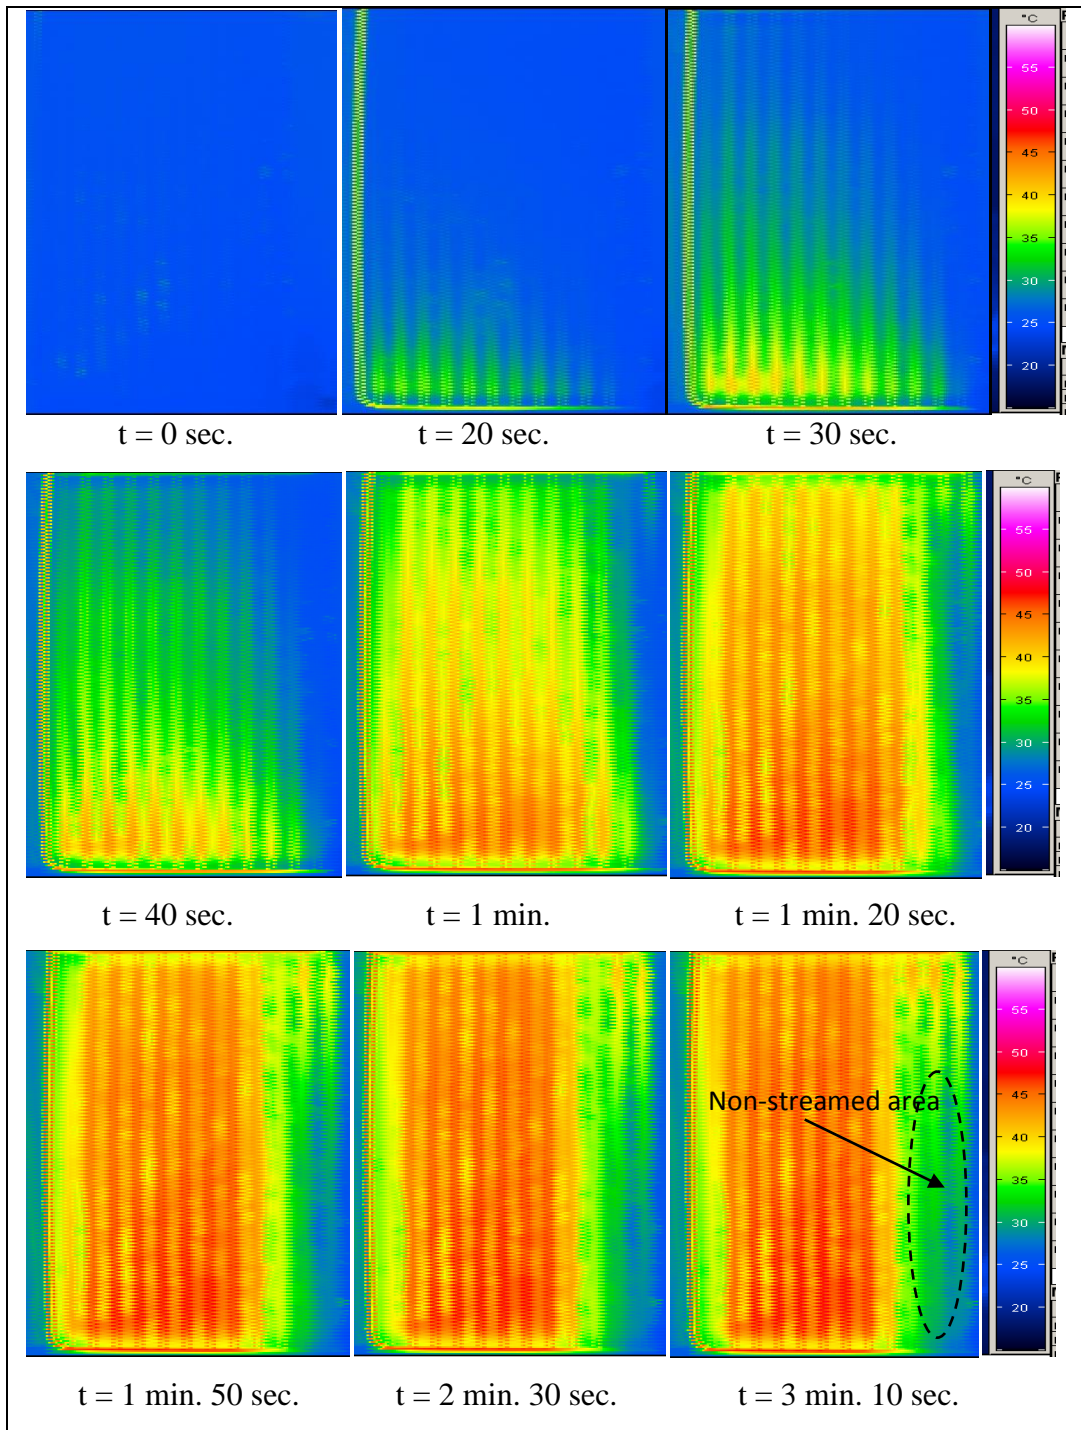 °C
55
50
45
40
35
30
25
20
t = 0 sec.
t = 20 sec.
t = 30 sec.
°C
55
50
45
40
35
30
25
20
t = 40 sec.
t = 1 min.
t = 1 min. 20 sec.
°C
55
50
45
40
35
30
25
20
Non-streamed area
t = 1 min. 50 sec.
t = 2 min. 30 sec.
t = 3 min. 10 sec.